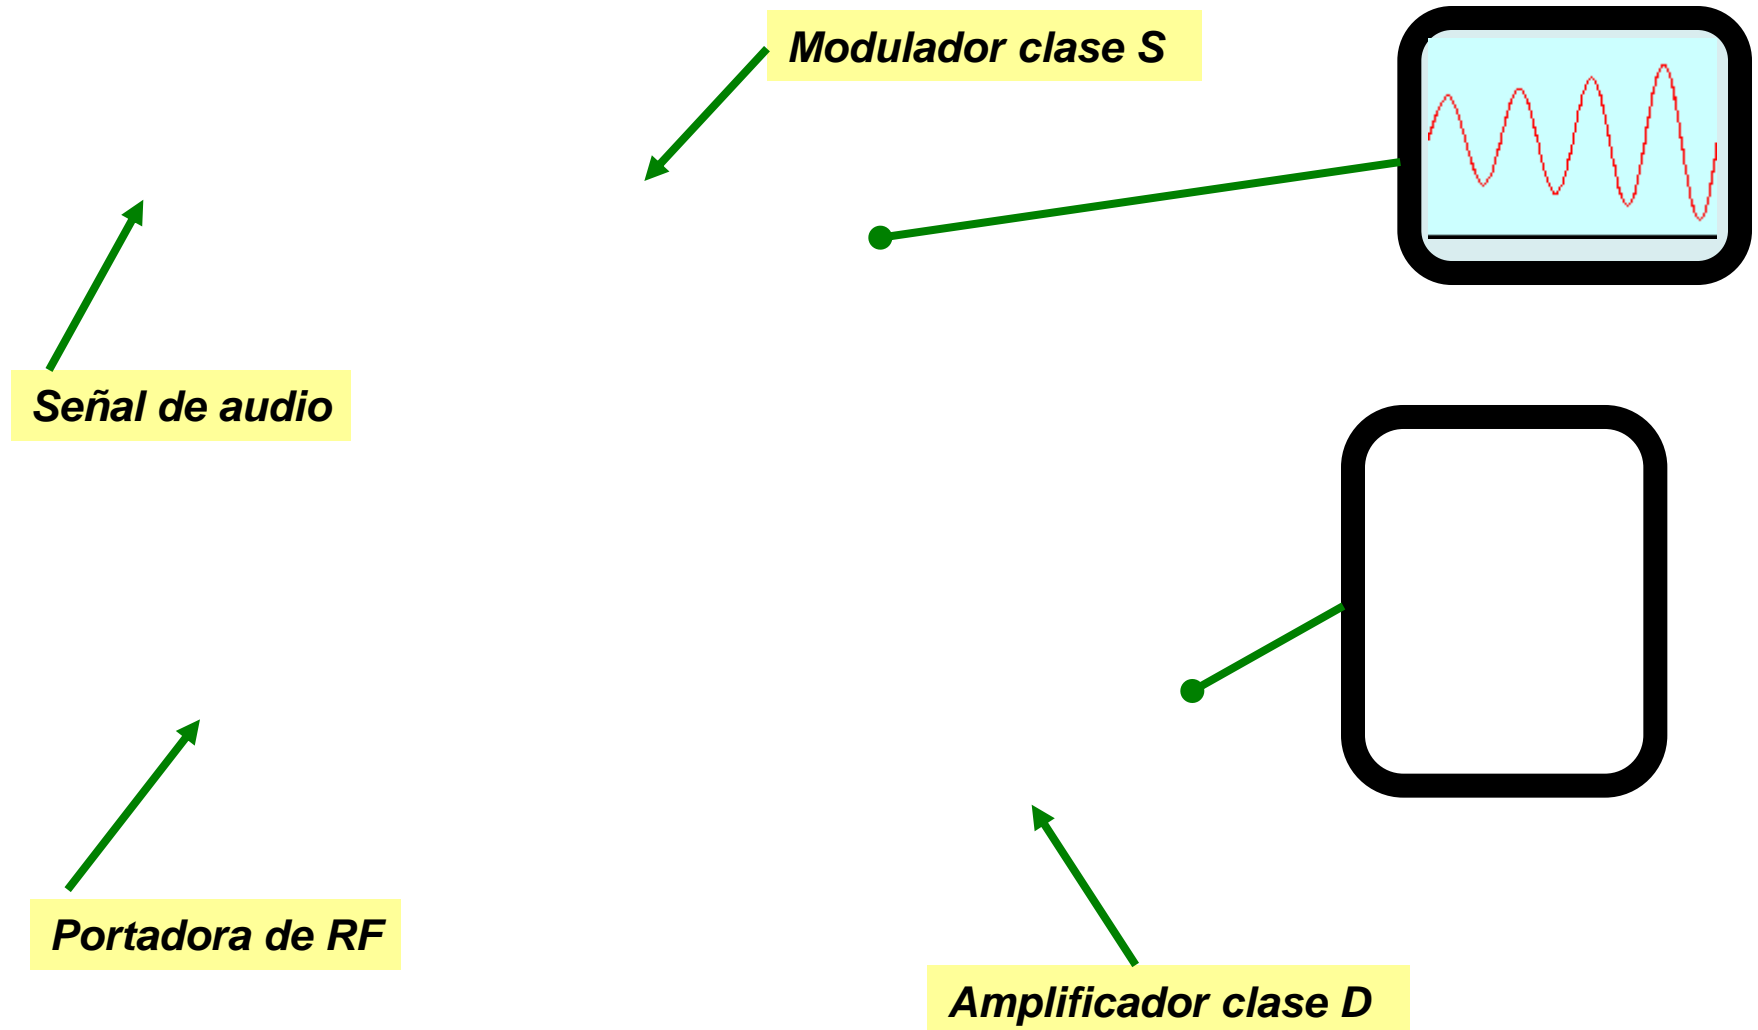 Modulador clase S
Señal de audio
Portadora de RF
Amplificador clase D